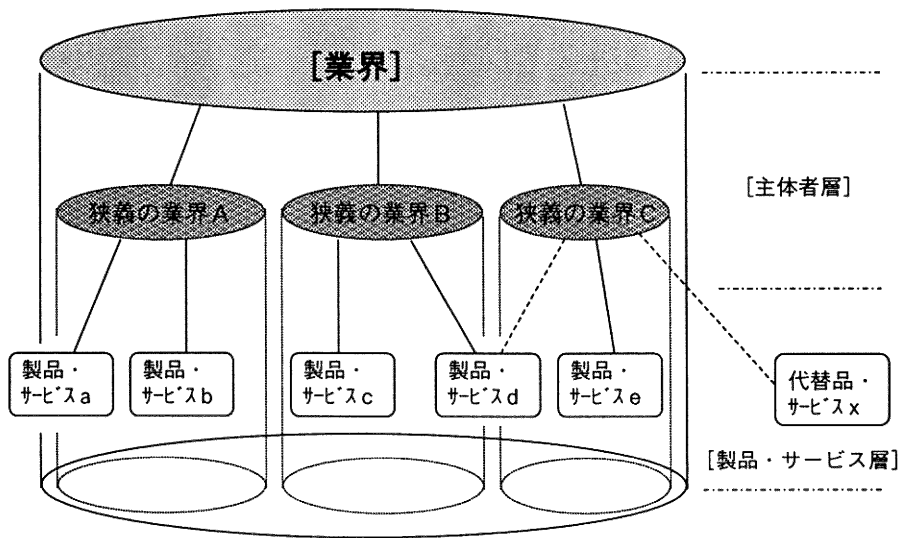 [業界]
[主体者層]
狭義の業界A
狭義の業界B
狭義の業界C
製品・
ｻｰﾋﾞｽa
製品・
ｻｰﾋﾞｽb
製品・
ｻｰﾋﾞｽc
製品・
ｻｰﾋﾞｽd
製品・
ｻｰﾋﾞｽe
代替品・
ｻｰﾋﾞｽx
[製品・サービス層]